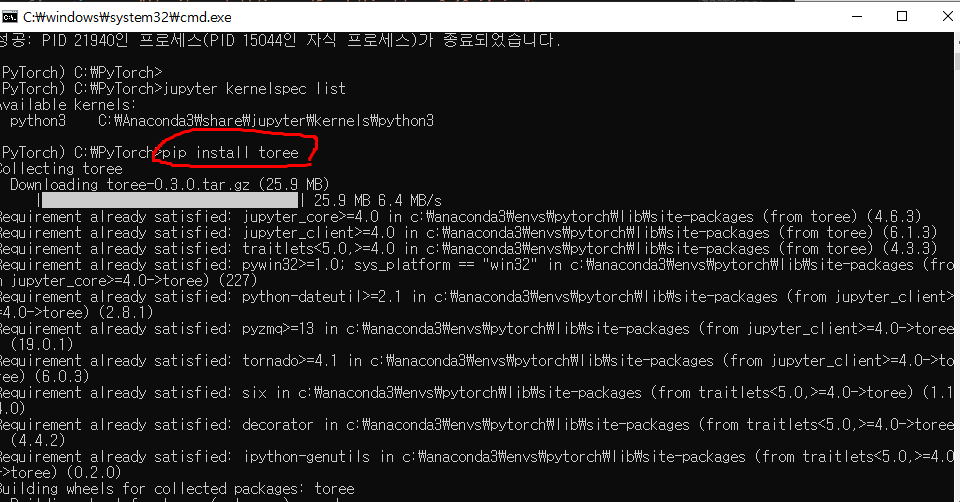 C:₩windows₩system32₩cmd.exe
성공: PID 21940인 프로세스(PID 15044인 자식 프로세스)가 종료되었습니다.
PyTorch) C:₩PyTorch>
PyTorch) C:₩PyTorch>jupyter kernelspec list
Available kernels:
python3    C:₩Anaconda3₩share₩jupyter₩kernels₩python3
PyTorch) C:₩PyTorch>pip install toree
Collecting toree
Downloading toree-0.3.0.tar.gz (25.9 MB)
| | 25.9 MB 6.4 MB/s
Requirement already satisfied: jupyter_core>=4.0 in c:₩anaconda3₩envs₩pytorch₩lib₩site-packages (from toree) (4.6.3)
Requirement already satisfied: jupyter_client>=4.0 in c:₩anaconda3₩envs₩pytorch₩lib₩site-packages (from toree) (6.1.3)
Requirement already satisfied: traitlets<5.0,>=4.0 in c:₩anaconda3₩envs₩pytorch₩lib₩site-packages (from toree) (4.3.3)
Requirement already satisfied: pywin32>=1.0; sys_platform == "win32" in c:₩anaconda3₩envs₩pytorch₩lib₩site-packages (fro
m jupyter_core>=4.0->toree) (227)
Requirement already satisfied: python-dateutil>=2.1 in c:₩anaconda3₩envs₩pytorch₩lib₩site-packages (from jupyter_client>
=4.0->toree) (2.8.1)
Requirement already satisfied: pyzmq>=13 in c:₩anaconda3₩envs₩pytorch₩lib₩site-packages (from jupyter_client>=4.0->toree
(19.0.1)
Requirement already satisfied: tornado>=4.1 in c:₩anaconda3₩envs₩pytorch₩lib₩site-packages (from jupyter_client>=4.0->to
ree) (6.0.3)
Requirement already satisfied: six in c:₩anaconda3₩envs₩pytorch₩lib₩site-packages (from traitlets<5.0,>=4.0->toree) (1.1
4.0)
Requirement already satisfied: decorator in c:₩anaconda3₩envs₩pytorch₩lib₩site-packages (from traitlets<5.0,>=4.0->toree
(4.4.2)
Requirement already satisfied: ipython-genutils in c:₩anaconda3₩envs₩pytorch₩lib₩site-packages (from traitlets<5.0,>=4.0
->toree) (0.2.0)
Building wheels for collected packages: toree